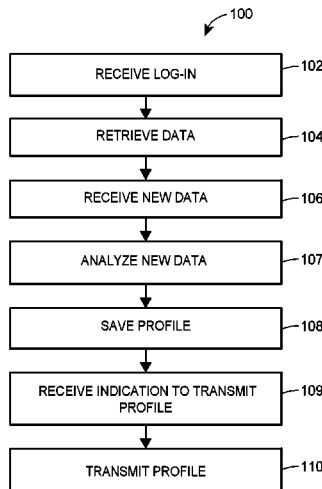 100
RECEIVE LOG-IN
102
RETRIEVE DATA
104
RECEIVE NEW DATA
106
ANALYZE NEW DATA
107
SAVE PROFILE
108
RECEIVE INDICATION TO TRANSMIT
PROFILE
109
TRANSMIT PROFILE
110